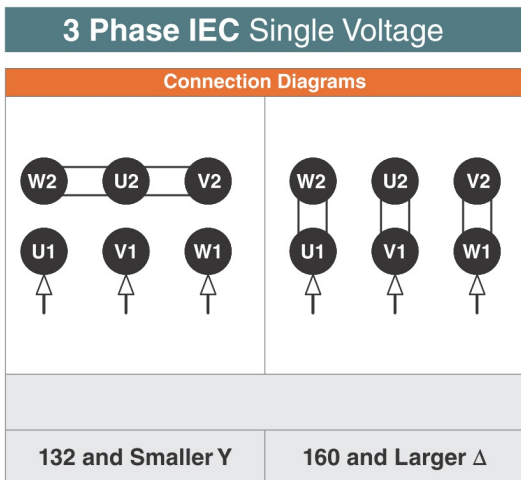 3 Phase IEC Single Voltage
Connection Diagrams
W2 U2 V2
U1 V1 W1
W2 U2 V2
U1 V1 W1
132 and Smaller Y
160 and Larger Δ